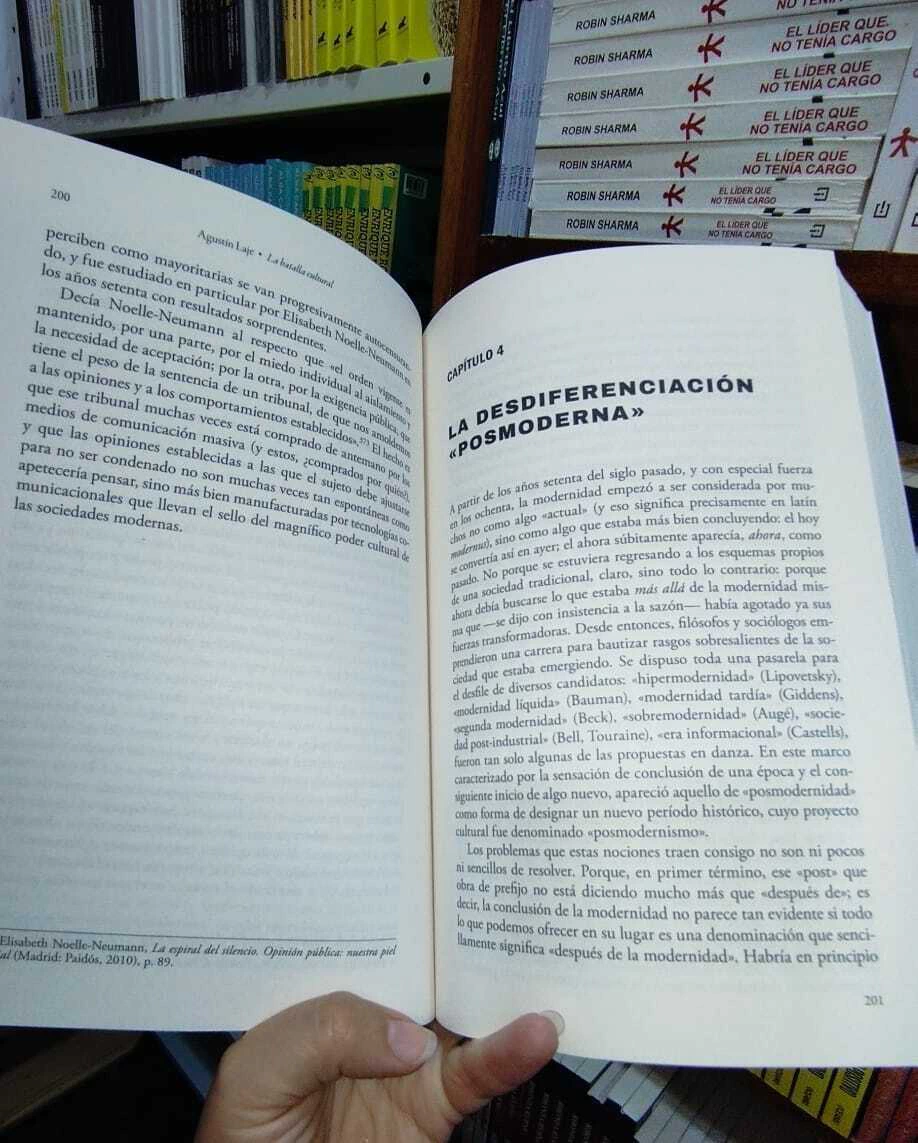 ROBIN SHARMA
NO TENÍA CARGO
ROBIN SHARMA
EL LÍDER QUE
NO TENÍA CARGO
ROBIN SHARMA
EL LÍDER QUE
NO TENÍA CARGO
ROBIN SHARMA
EL LÍDER QUE
NO TENÍA CARGO
ROBIN SHARMA
EL LÍDER QUE
NO TENÍA CARGO
ROBIN SHARMA
EL LÍDER QUE
NO TENÍA CARGO
ROBIN SHARMA
EL LÍDER QUE
NO TENÍA CARGO
ENRIQUE
ENRIQUE
200
Agustín Laje • La batalla cultural
perciben como mayoritarias se van progresivamente autocensuran-
do, y fue estudiado en particular por Elisabeth Noelle-Neumann en
los años setenta con resultados sorprendentes.
Decía Noelle-Neumann al respecto que «el orden vigente es
mantenido, por una parte, por el miedo individual al aislamiento y
la necesidad de aceptación; por la otra, por la exigencia pública, que
tiene el peso de la sentencia de un tribunal, de que nos amoldemos
a las opiniones y a los comportamientos establecidos».³⁷³ El hecho es
que ese tribunal muchas veces está comprado de antemano por los
medios de comunicación masiva (y estos, ¿comprados por quién?),
y que las opiniones establecidas a las que el sujeto debe ajustarse
para no ser condenado no son muchas veces tan espontáneas como
apetecería pensar, sino más bien manufacturadas por tecnologías co-
municacionales que llevan el sello del magnífico poder cultural de
las sociedades modernas.
Elisabeth Noelle-Neumann, La espiral del silencio. Opinión pública: nuestra piel
al (Madrid: Paidós, 2010), p. 89.
CAPÍTULO 4
LA DESDIFERENCIACIÓN
«POSMODERNA»
A partir de los años setenta del siglo pasado, y con especial fuerza
en los ochenta, la modernidad empezó a ser considerada por mu-
chos no como algo «actual» (y eso significa precisamente en latín
modernus), sino como algo que estaba más bien concluyendo: el hoy
se convertía así en ayer; el ahora súbitamente aparecía, ahora, como
pasado. No porque se estuviera regresando a los esquemas propios
de una sociedad tradicional, claro, sino todo lo contrario: porque
ahora debía buscarse lo que estaba más allá de la modernidad mis-
ma que —se dijo con insistencia a la sazón— había agotado ya sus
fuerzas transformadoras. Desde entonces, filósofos y sociólogos em-
prendieron una carrera para bautizar rasgos sobresalientes de la so-
ciedad que estaba emergiendo. Se dispuso toda una pasarela para
el desfile de diversos candidatos: «hipermodernidad» (Lipovetsky),
«modernidad líquida» (Bauman), «modernidad tardía» (Giddens),
«segunda modernidad» (Beck), «sobremodernidad» (Augé), «socie-
dad post-industrial» (Bell, Touraine), «era informacional» (Castells),
fueron tan solo algunas de las propuestas en danza. En este marco
caracterizado por la sensación de conclusión de una época y el con-
siguiente inicio de algo nuevo, apareció aquello de «posmodernidad»
como forma de designar un nuevo período histórico, cuyo proyecto
cultural fue denominado «posmodernismo».
Los problemas que estas nociones traen consigo no son ni pocos
ni sencillos de resolver. Porque, en primer término, ese «post» que
obra de prefijo no está diciendo mucho más que «después de»; es
decir, la conclusión de la modernidad no parece tan evidente si todo
lo que podemos ofrecer en su lugar es una denominación que senci-
llamente significa «después de la modernidad». Habría en principio
201